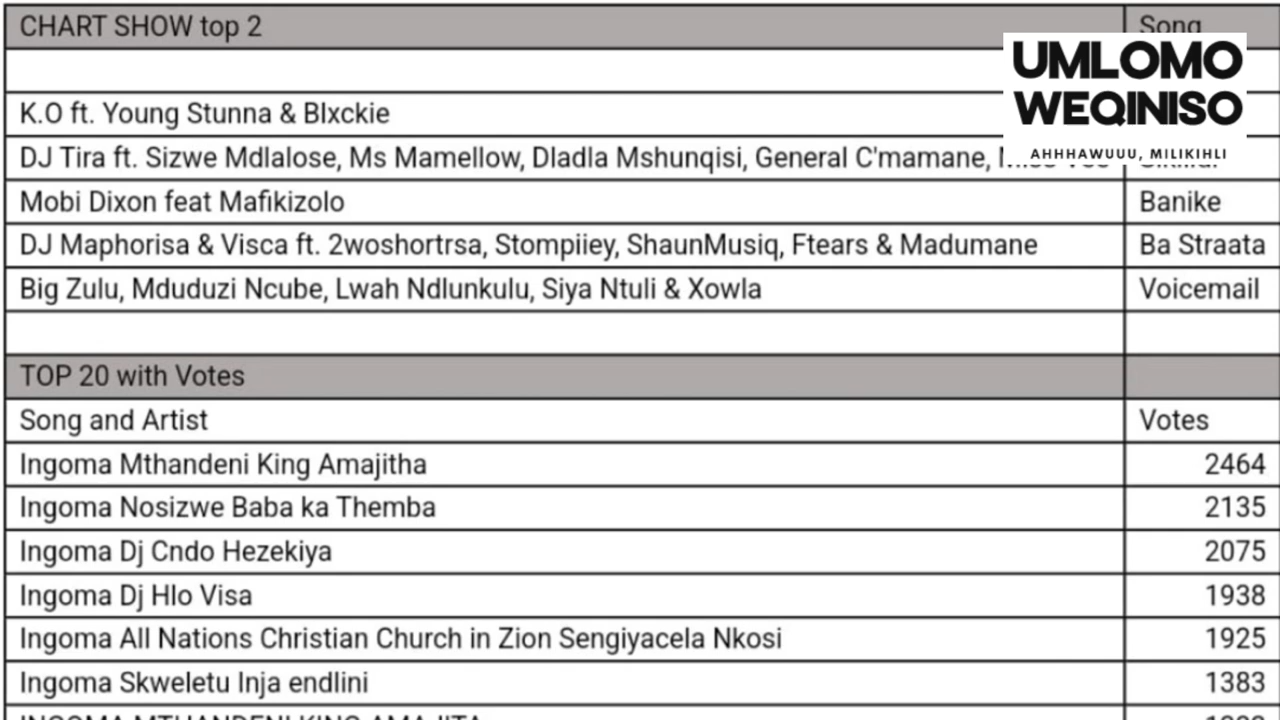 CHART SHOW top 2 Song
UMLOMO
WEQINISO
AHHHAWUUU, MILIKIHLI
K.O ft. Young Stunna & Blxckie
DJ Tira ft. Sizwe Mdlalose, Ms Mamellow, Dladla Mshunqisi, General C'mamane,
Mobi Dixon feat Mafikizolo Banike
DJ Maphorisa & Visca ft. 2woshortrsa, Stompiiey, ShaunMusiq, Ftears & Madumane Ba Straata
Big Zulu, Mduduzi Ncube, Lwah Ndlunkulu, Siya Ntuli & Xowla Voicemail
TOP 20 with Votes
Song and Artist Votes
Ingoma Mthandeni King Amajitha 2464
Ingoma Nosizwe Baba ka Themba 2135
Ingoma Dj Cndo Hezekiya 2075
Ingoma Dj Hlo Visa 1938
Ingoma All Nations Christian Church in Zion Sengiyacela Nkosi 1925
Ingoma Skweletu Inja endlini 1383